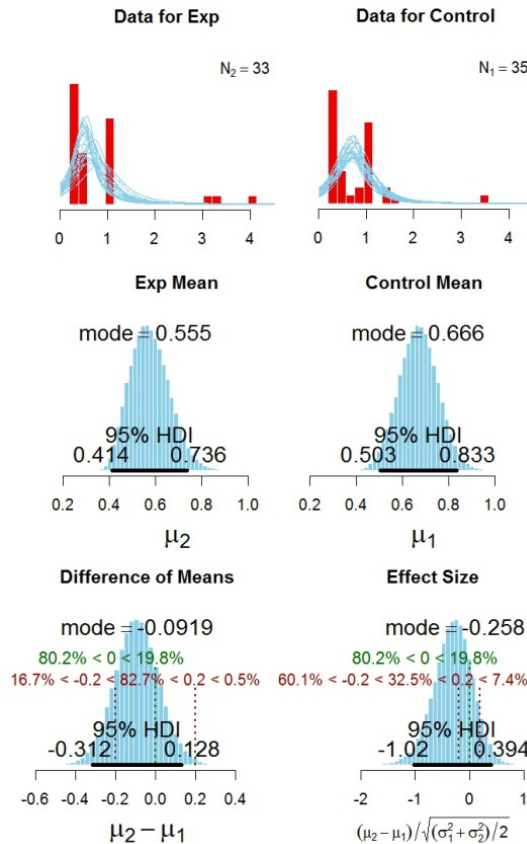 Data for Exp Data for Control
N₂ = 33 N₁ = 35
0 1 2 3 4 0 1 2 3 4
Exp Mean Control Mean
mode = 0.555 mode = 0.666
95% HDI 95% HDI
0.414 0.736 0.503 0.833
0.2 0.4 0.6 0.8 1.0 0.2 0.4 0.6 0.8 1.0
μ₂ μ₁
Difference of Means Effect Size
mode = -0.0919 mode = -0.258
80.2% < 0 < 19.8% 80.2% < 0 < 19.8%
16.7% < -0.2 < 82.7% < 0.2 < 0.5% 60.1% < -0.2 < 32.5% < 0.2 < 7.4%
95% HDI 95% HDI
-0.312 0.128 -1.02 0.394
-0.6 -0.4 -0.2 0.0 0.2 0.4 -2 -1 0 1
μ₂ − μ₁ (μ₂ − μ₁)/√(σ₁² + σ₂²)/2